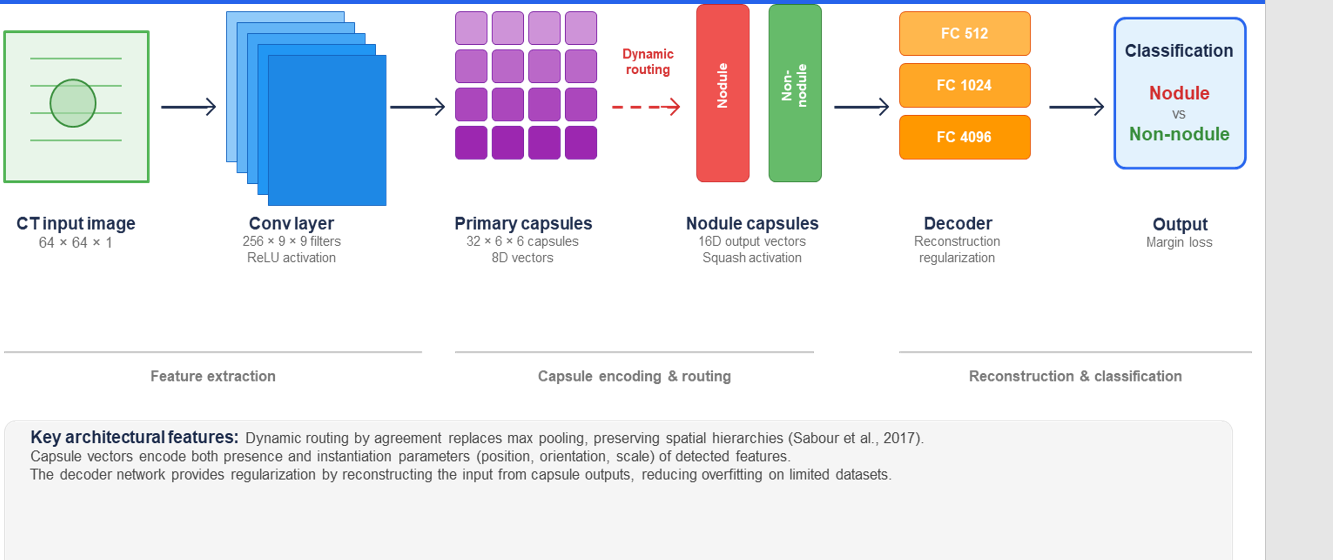 Dynamic
routing
Nodule
Non-
nodule
FC 512
FC 1024
FC 4096
Classification
Nodule
vs
Non-nodule
CT input image
64 × 64 × 1
Conv layer
256 × 9 × 9 filters
ReLU activation
Primary capsules
32 × 6 × 6 capsules
8D vectors
Nodule capsules
16D output vectors
Squash activation
Decoder
Reconstruction
regularization
Output
Margin loss
Feature extraction
Capsule encoding & routing
Reconstruction & classification
Key architectural features: Dynamic routing by agreement replaces max pooling, preserving spatial hierarchies (Sabour et al., 2017).
Capsule vectors encode both presence and instantiation parameters (position, orientation, scale) of detected features.
The decoder network provides regularization by reconstructing the input from capsule outputs, reducing overfitting on limited datasets.